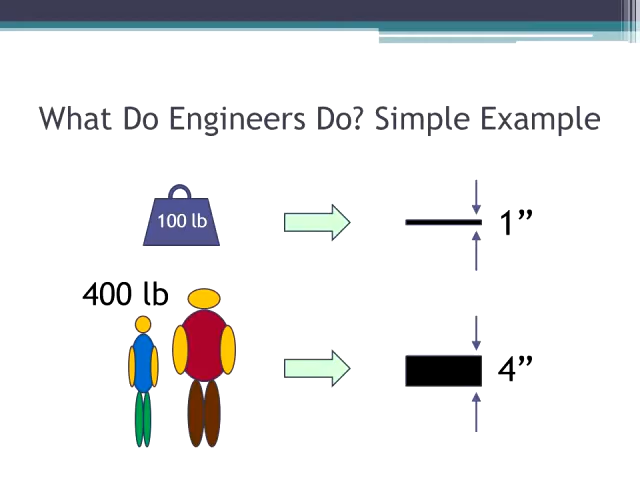 What Do Engineers Do? Simple Example
100 lb
1”
400 lb
4”